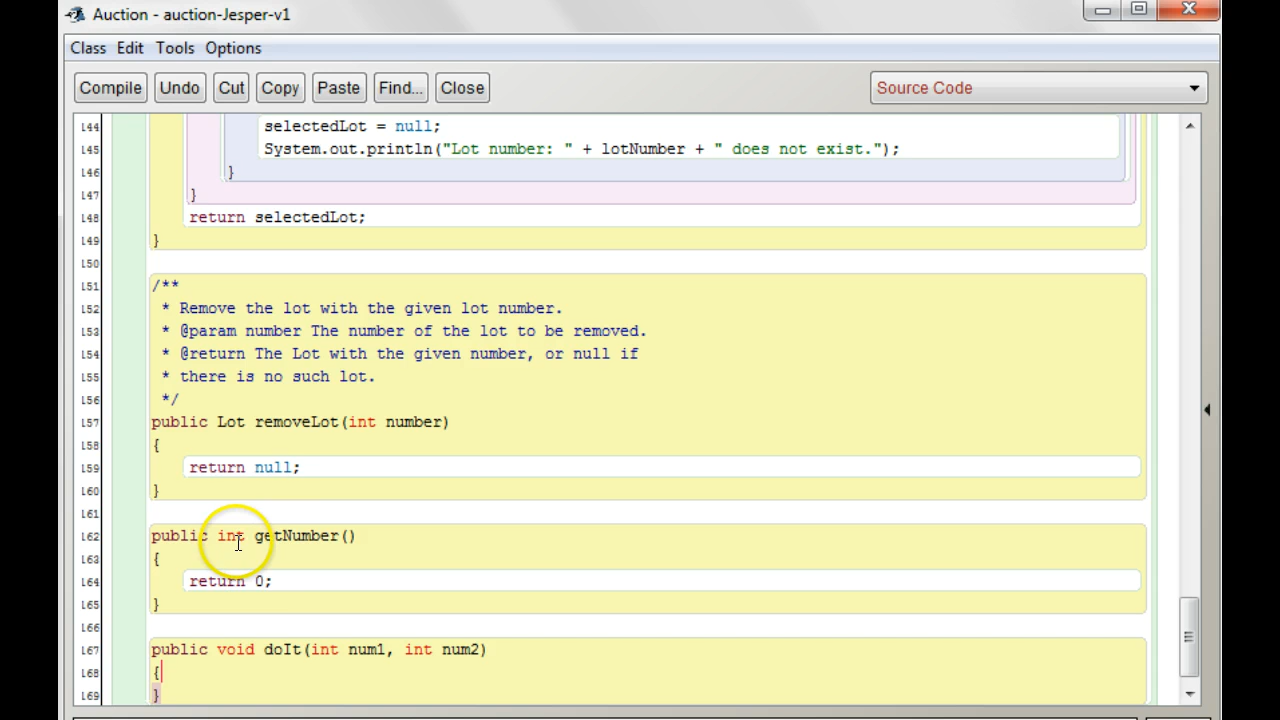 Auction - auction-Jesper-v1
Class Edit Tools Options
Compile Undo Cut Copy Paste Find... Close Source Code
144 selectedLot = null;
145 System.out.println("Lot number: " + lotNumber + " does not exist.");
146 }
147 }
148 return selectedLot;
149 }
150
151 /**
152 * Remove the lot with the given lot number.
153 * @param number The number of the lot to be removed.
154 * @return The Lot with the given number, or null if
155 * there is no such lot.
156 */
157 public Lot removeLot(int number)
158 {
159 return null;
160 }
161
162 public int getNumber()
163 {
164 return 0;
165 }
166
167 public void doIt(int num1, int num2)
168 {
169 }